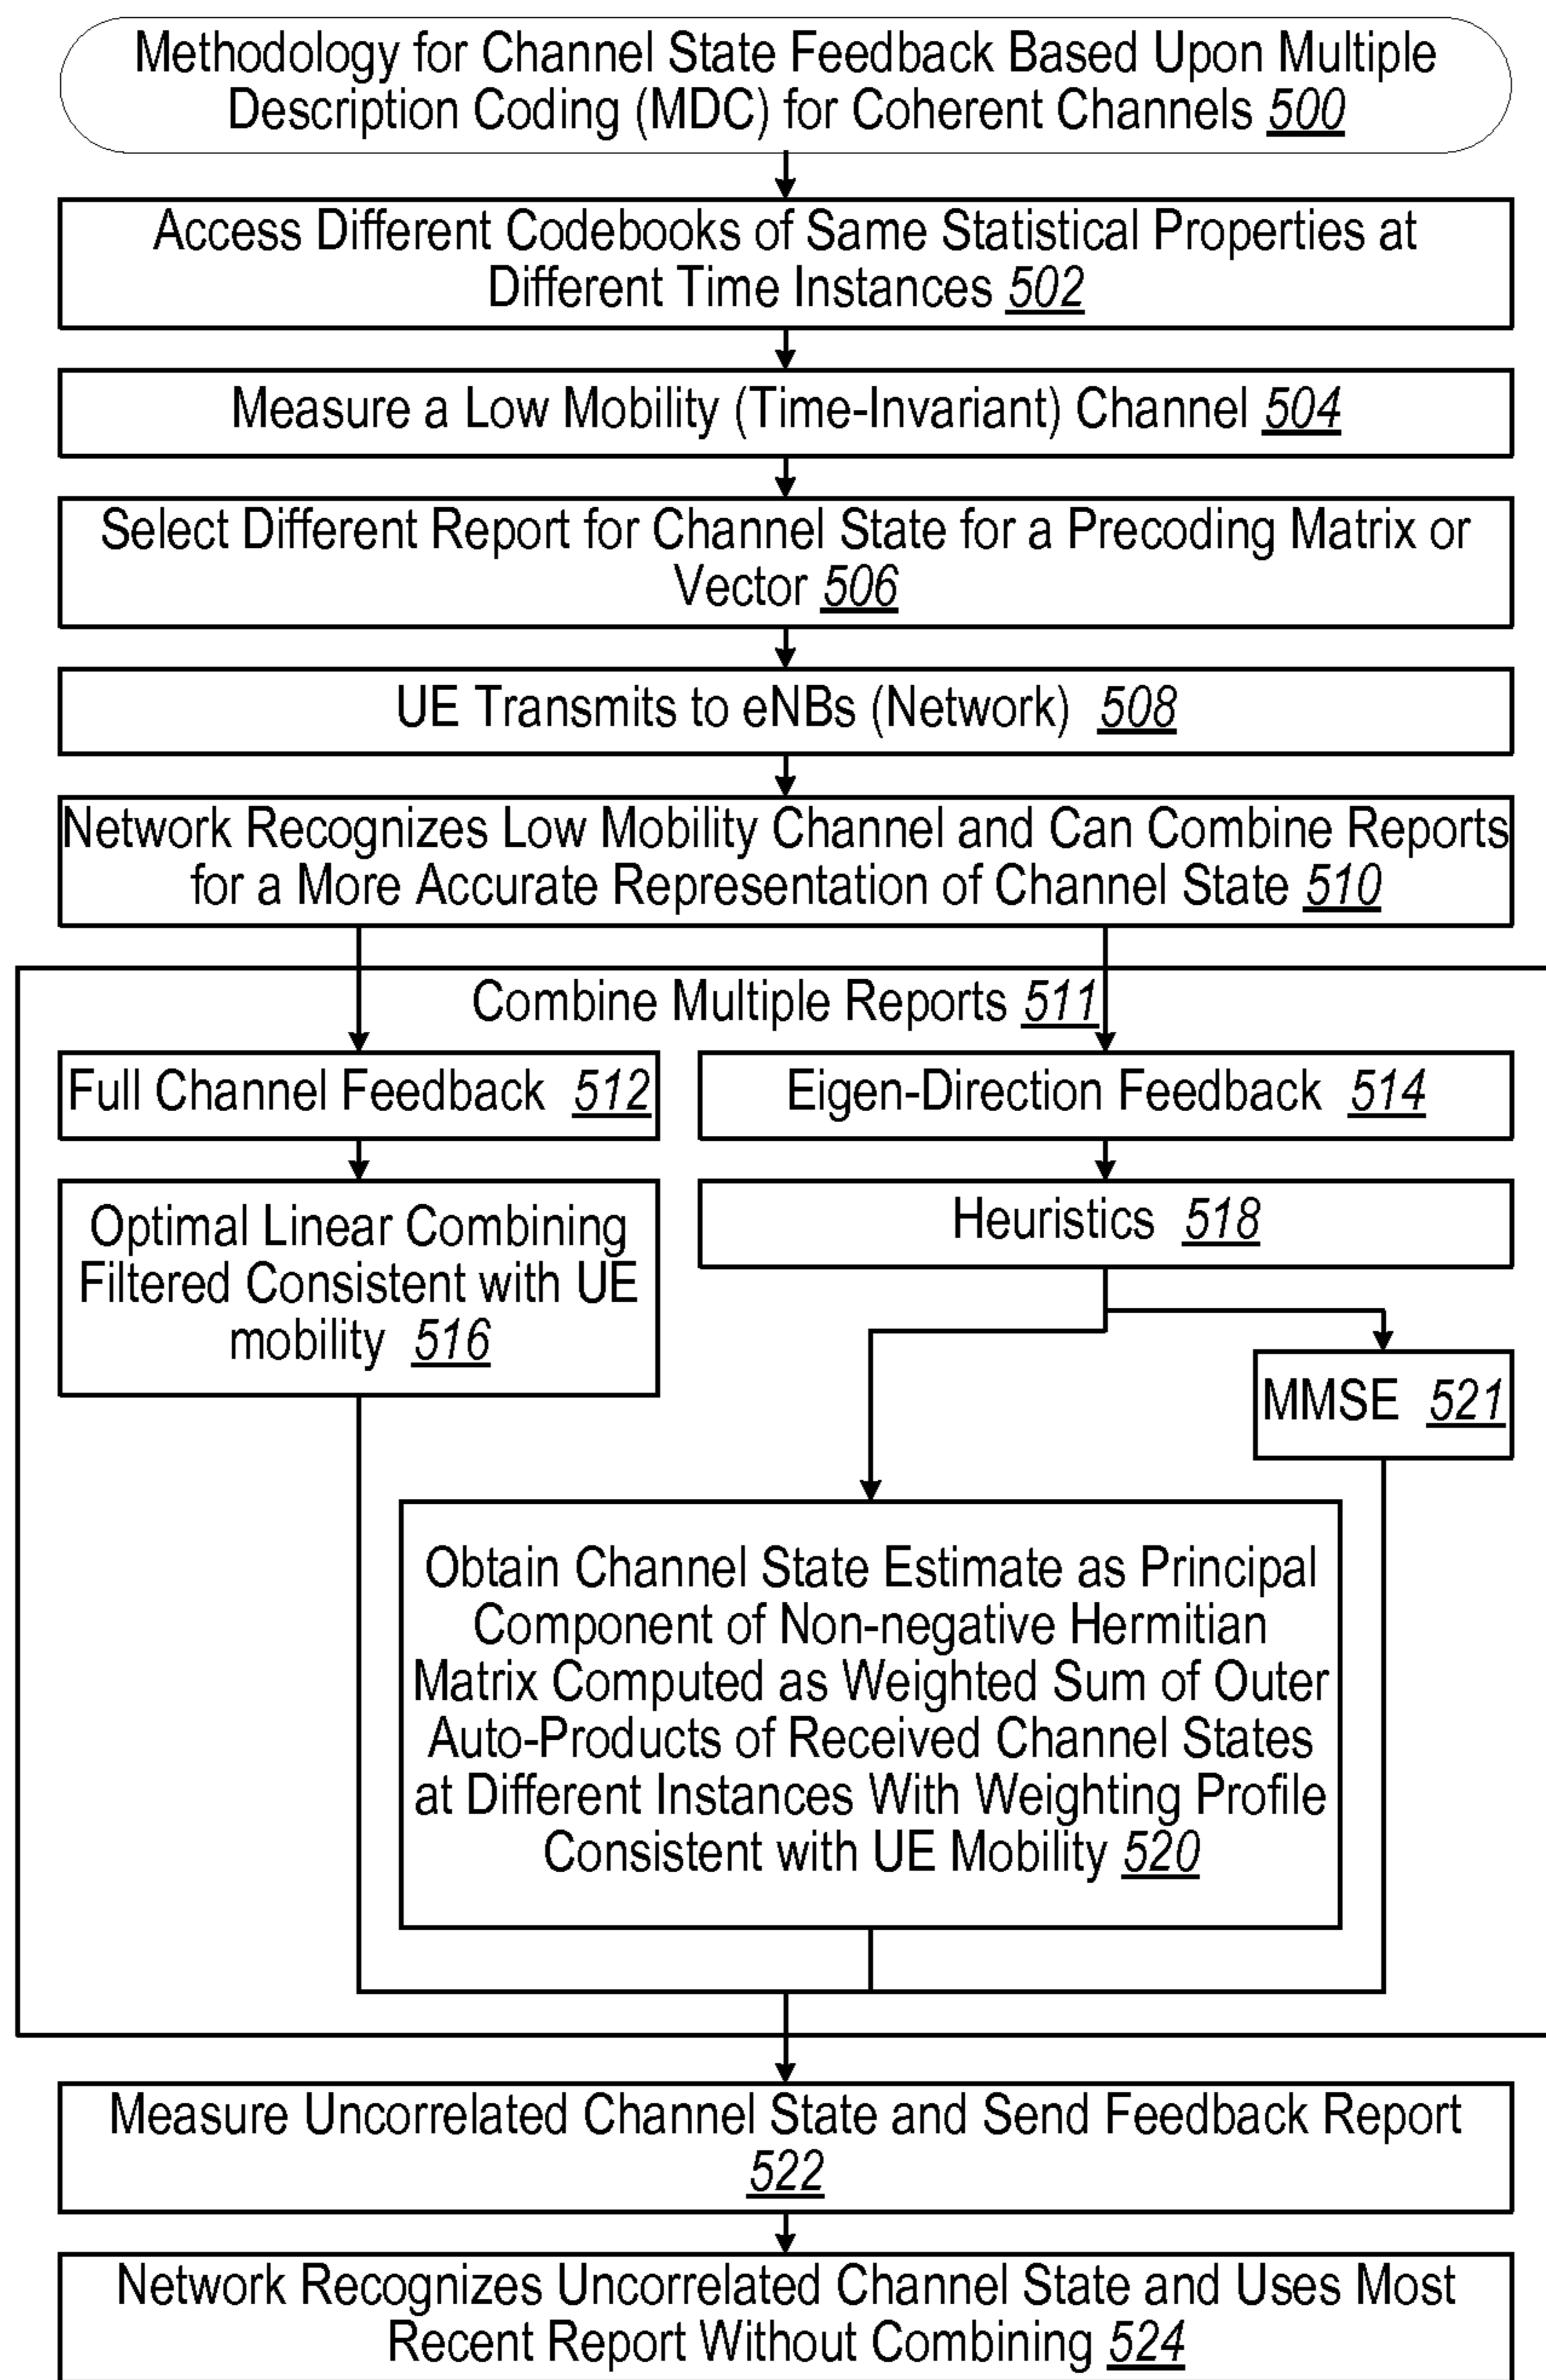 Methodology for Channel State Feedback Based Upon Multiple
Description Coding (MDC) for Coherent Channels 500
Access Different Codebooks of Same Statistical Properties at
Different Time Instances 502
Measure a Low Mobility (Time-Invariant) Channel 504
Select Different Report for Channel State for a Precoding Matrix or
Vector 506
UE Transmits to eNBs (Network) 508
Network Recognizes Low Mobility Channel and Can Combine Reports
for a More Accurate Representation of Channel State 510
Combine Multiple Reports 511
Full Channel Feedback 512
Eigen-Direction Feedback 514
Optimal Linear Combining
Filtered Consistent with UE
mobility 516
Heuristics 518
MMSE 521
Obtain Channel State Estimate as Principal
Component of Non-negative Hermitian
Matrix Computed as Weighted Sum of Outer
Auto-Products of Received Channel States
at Different Instances With Weighting Profile
Consistent with UE Mobility 520
Measure Uncorrelated Channel State and Send Feedback Report
522
Network Recognizes Uncorrelated Channel State and Uses Most
Recent Report Without Combining 524